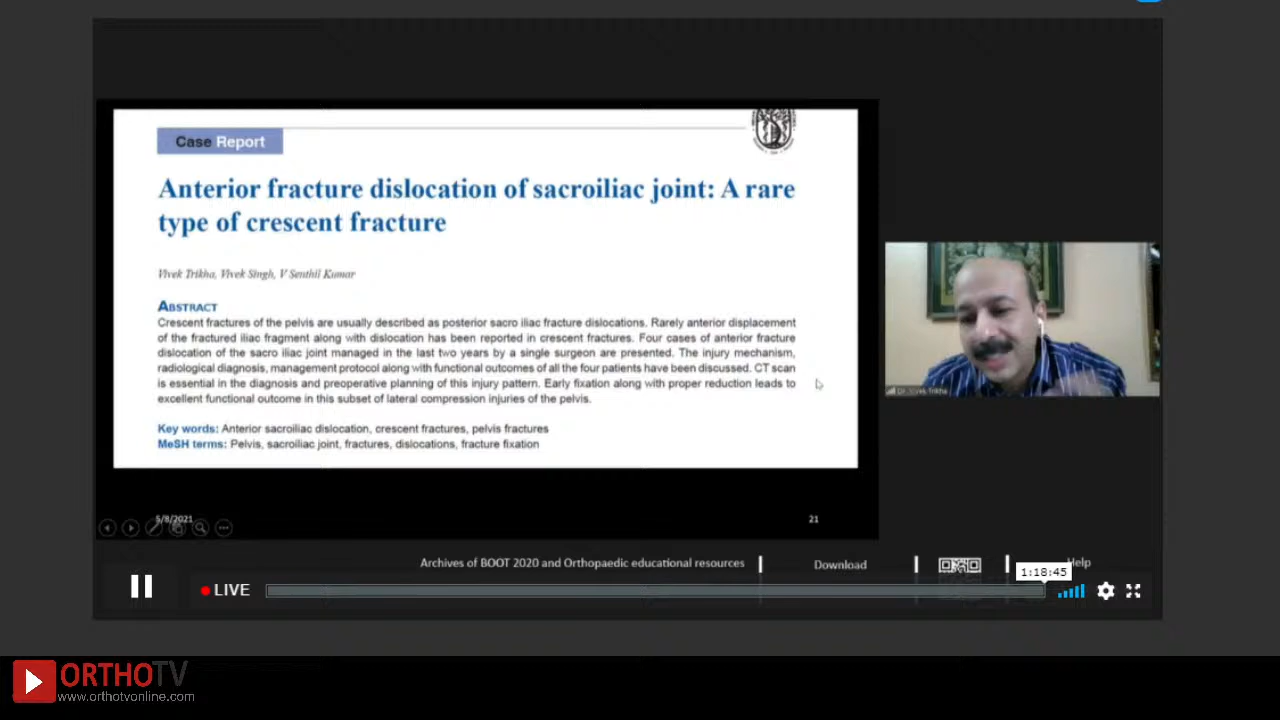 Case Report
Anterior fracture dislocation of sacroiliac joint: A rare
type of crescent fracture
Vivek Trikha, Vivek Singh, V Senthil Kumar
ABSTRACT
Crescent fractures of the pelvis are usually described as posterior sacro iliac fracture dislocations. Rarely anterior displacement
of the fractured iliac fragment along with dislocation has been reported in crescent fractures. Four cases of anterior fracture
dislocation of the sacro iliac joint managed in the last two years by a single surgeon are presented. The injury mechanism,
radiological diagnosis, management protocol along with functional outcomes of all the four patients have been discussed. CT scan
is essential in the diagnosis and preoperative planning of this injury pattern. Early fixation along with proper reduction leads to
excellent functional outcome in this subset of lateral compression injuries of the pelvis.
Key words: Anterior sacroiliac dislocation, crescent fractures, pelvis fractures
MeSH terms: Pelvis, sacroiliac joint, fractures, dislocations, fracture fixation
Dr. Vivek Trikha
5/8/2021
21
Archives of BOOT 2020 and Orthopaedic educational resources
Download
Help
1:18:45
LIVE
ORTHOTV
www.orthotvonline.com